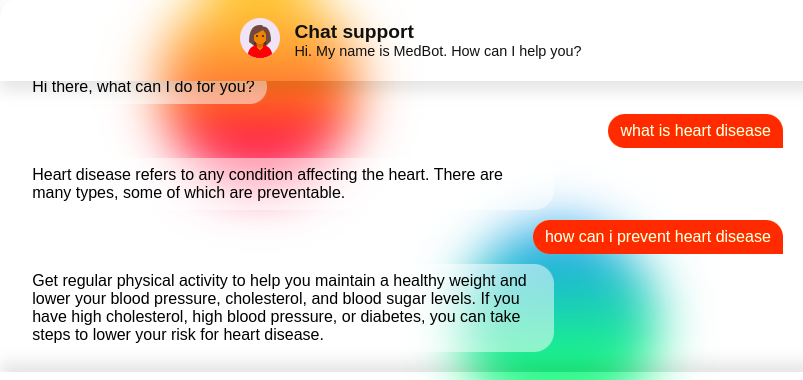 Chat support
Hi. My name is MedBot. How can I help you?
Hi there, what can I do for you?
what is heart disease
Heart disease refers to any condition affecting the heart. There are
many types, some of which are preventable.
how can i prevent heart disease
Get regular physical activity to help you maintain a healthy weight and
lower your blood pressure, cholesterol, and blood sugar levels. If you
have high cholesterol, high blood pressure, or diabetes, you can take
steps to lower your risk for heart disease.